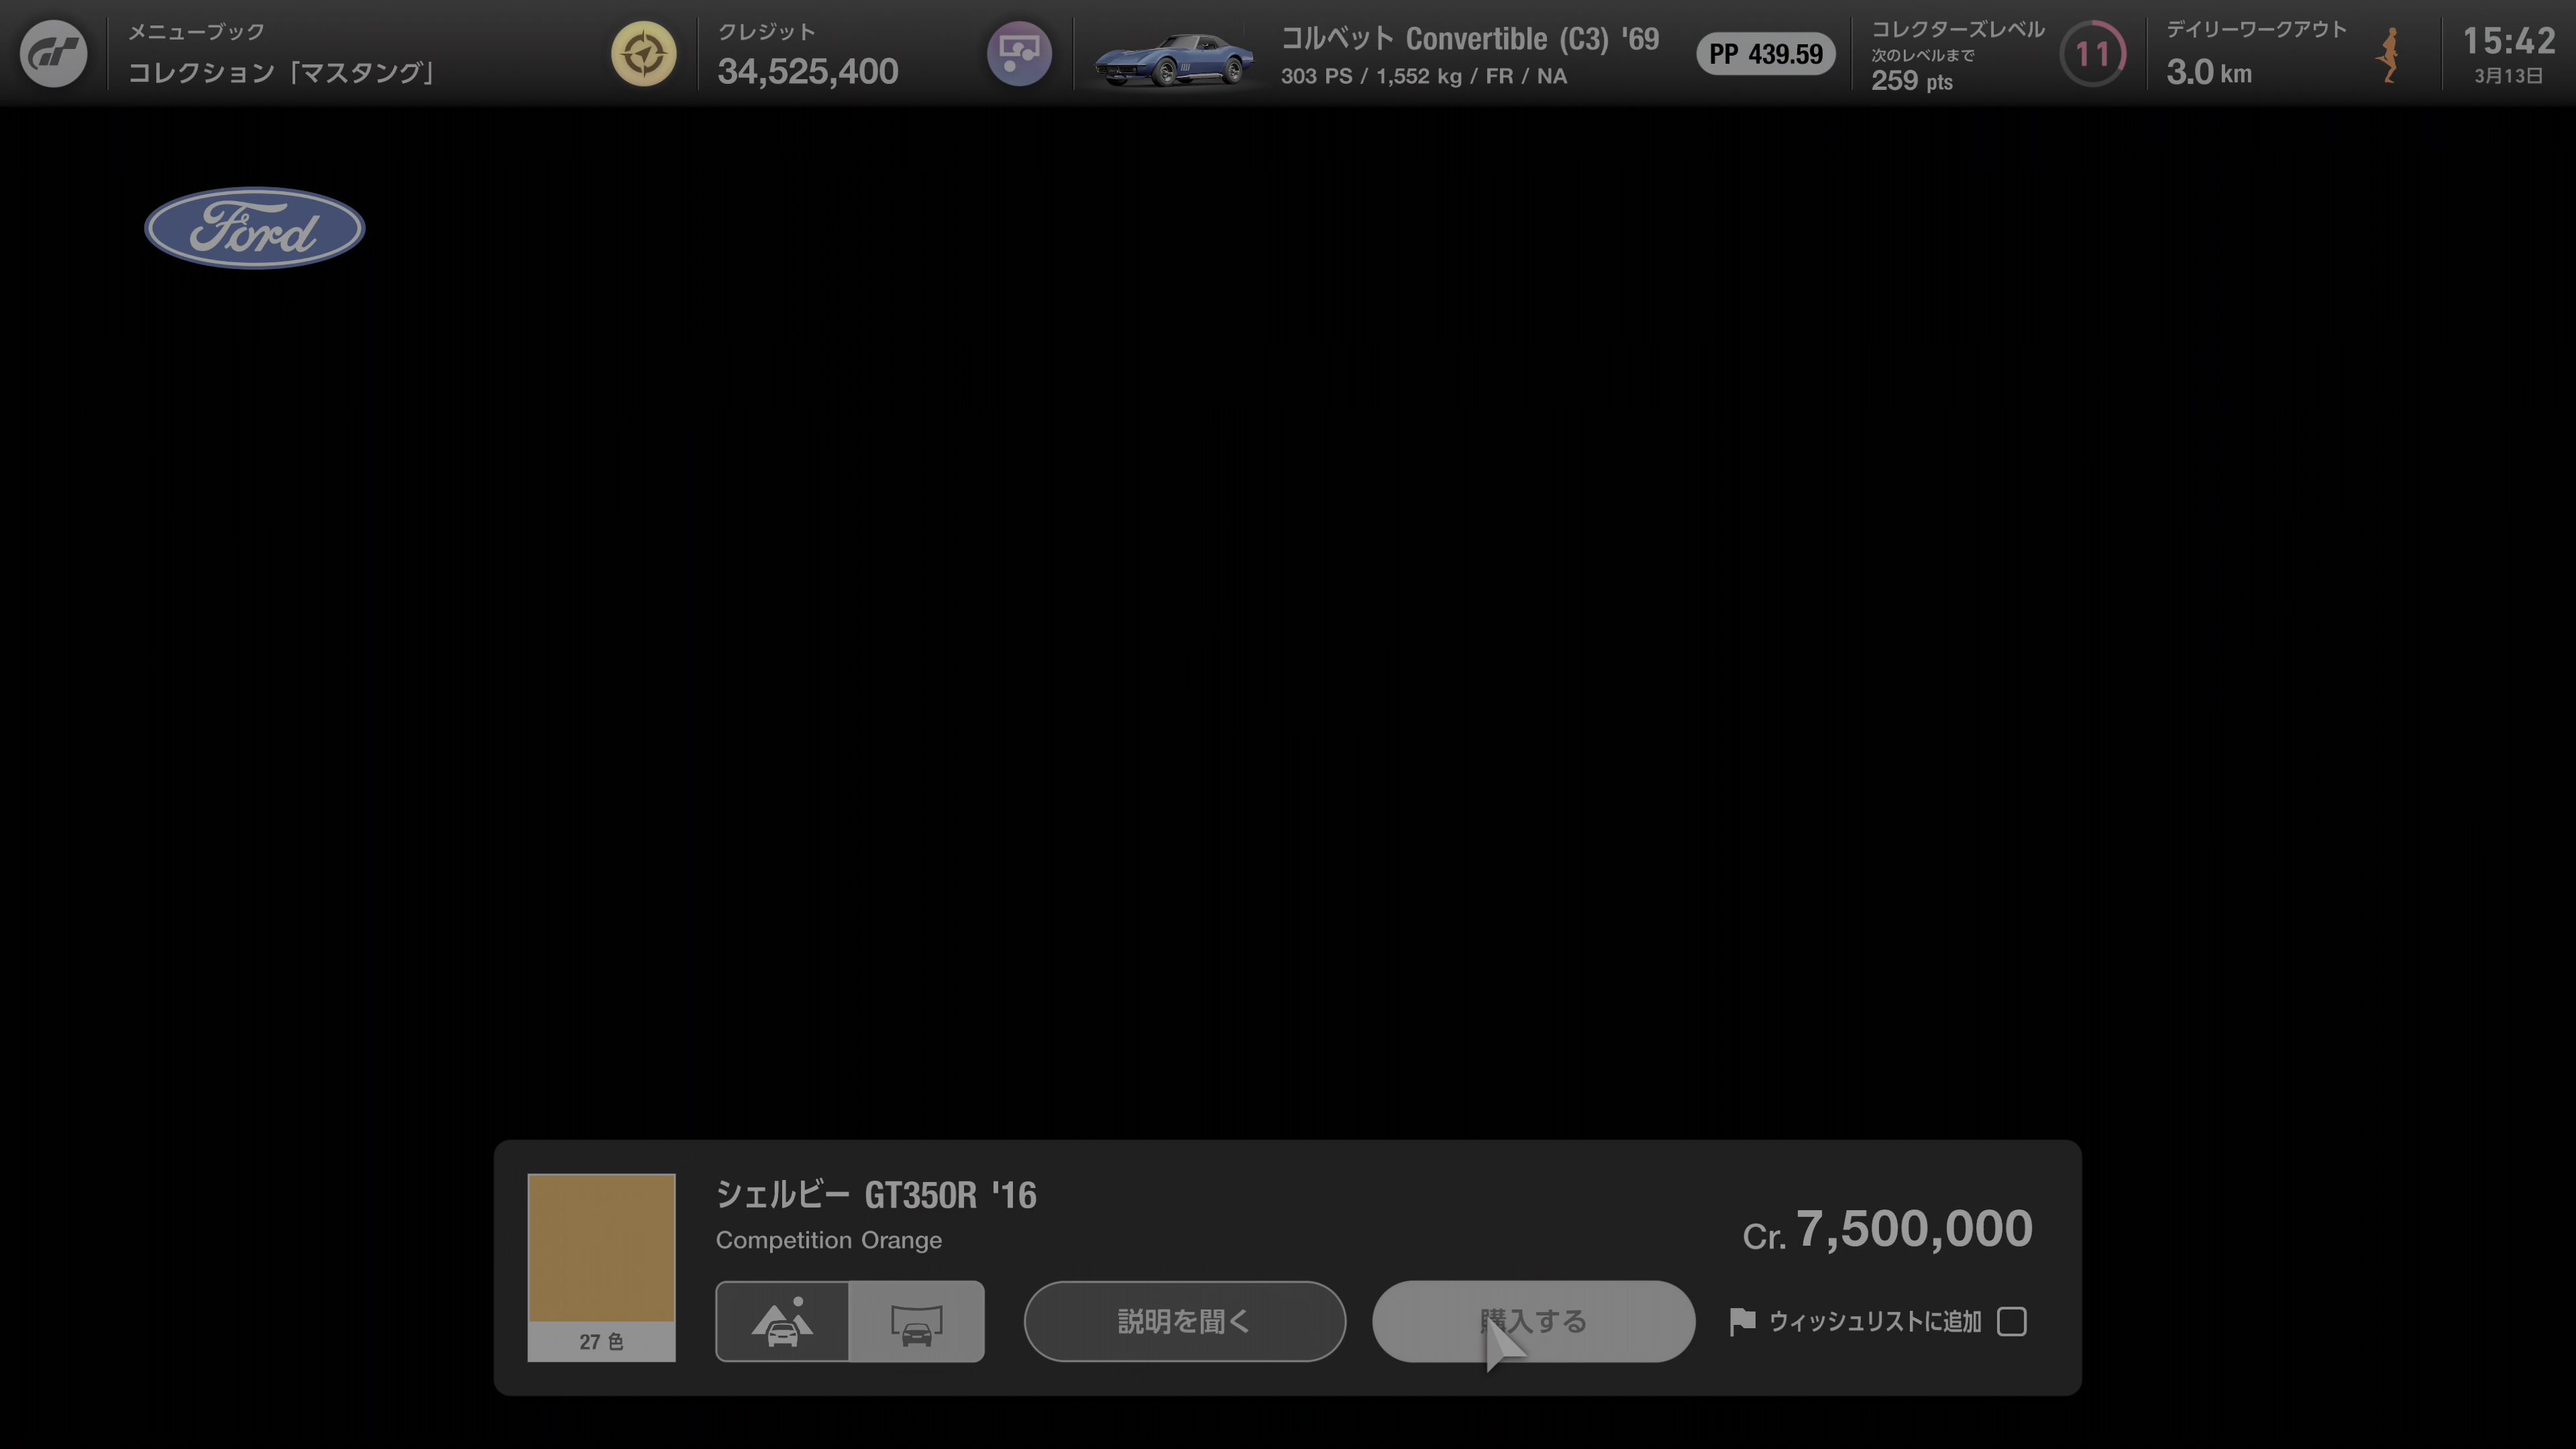 メニューブック
コレクション「マスタング」
クレジット
34,525,400
コルベット Convertible (C3) '69
303 PS / 1,552 kg / FR / NA
PP 439.59
コレクターズレベル
次のレベルまで
259 pts
11
デイリーワークアウト
3.0 km
15:42
3月13日
Ford
シェルビー GT350R '16
Competition Orange
Cr. 7,500,000
27 色
説明を聞く
購入する
ウィッシュリストに追加